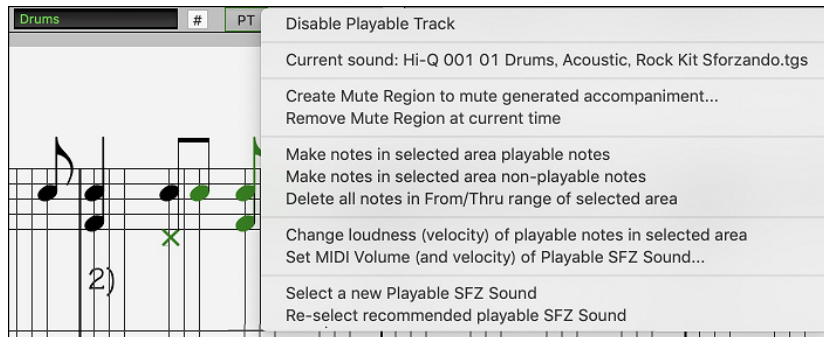 Drums # PT
Disable Playable Track
Current sound: Hi-Q 001 01 Drums, Acoustic, Rock Kit Sforzando.tgs
Create Mute Region to mute generated accompaniment...
Remove Mute Region at current time
Make notes in selected area playable notes
Make notes in selected area non-playable notes
Delete all notes in From/Thru range of selected area
Change loudness (velocity) of playable notes in selected area
Set MIDI Volume (and velocity) of Playable SFZ Sound...
Select a new Playable SFZ Sound
Re-select recommended playable SFZ Sound
2)